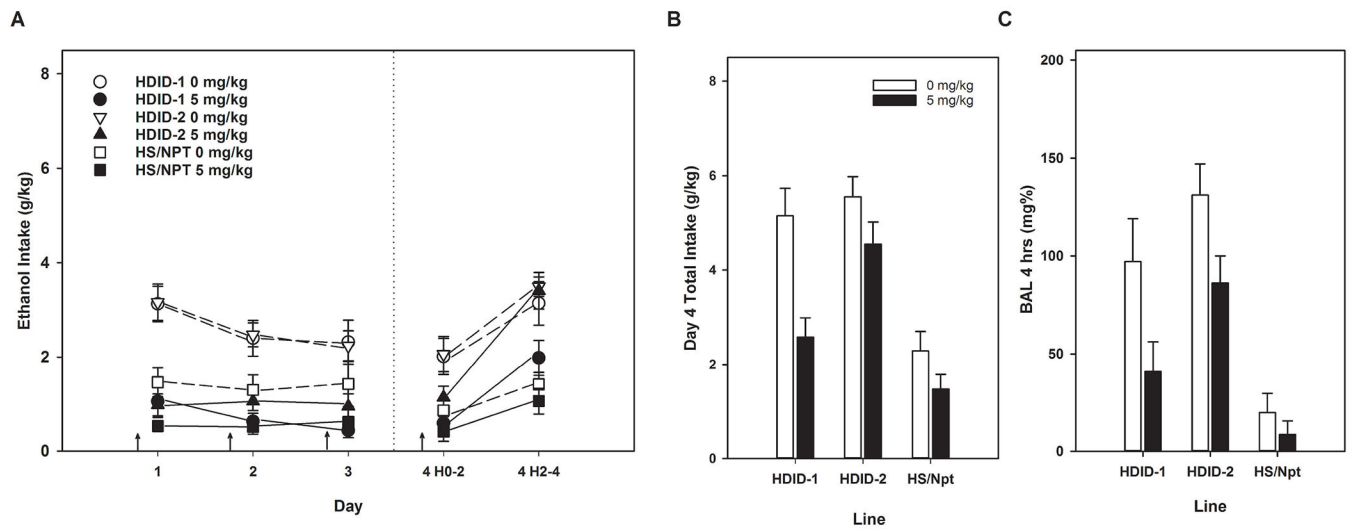 A
B
C
HDID-1 0 mg/kg
HDID-1 5 mg/kg
HDID-2 0 mg/kg
HDID-2 5 mg/kg
HS/NPT 0 mg/kg
HS/NPT 5 mg/kg
Ethanol Intake (g/kg)
8
6
4
2
0
1
2
3
4 H0-2
4 H2-4
Day
0 mg/kg
5 mg/kg
Day 4 Total Intake (g/kg)
8
6
4
2
0
HDID-1
HDID-2
HS/Npt
Line
BAL 4 hrs (mg%)
200
150
100
50
0
HDID-1
HDID-2
HS/Npt
Line